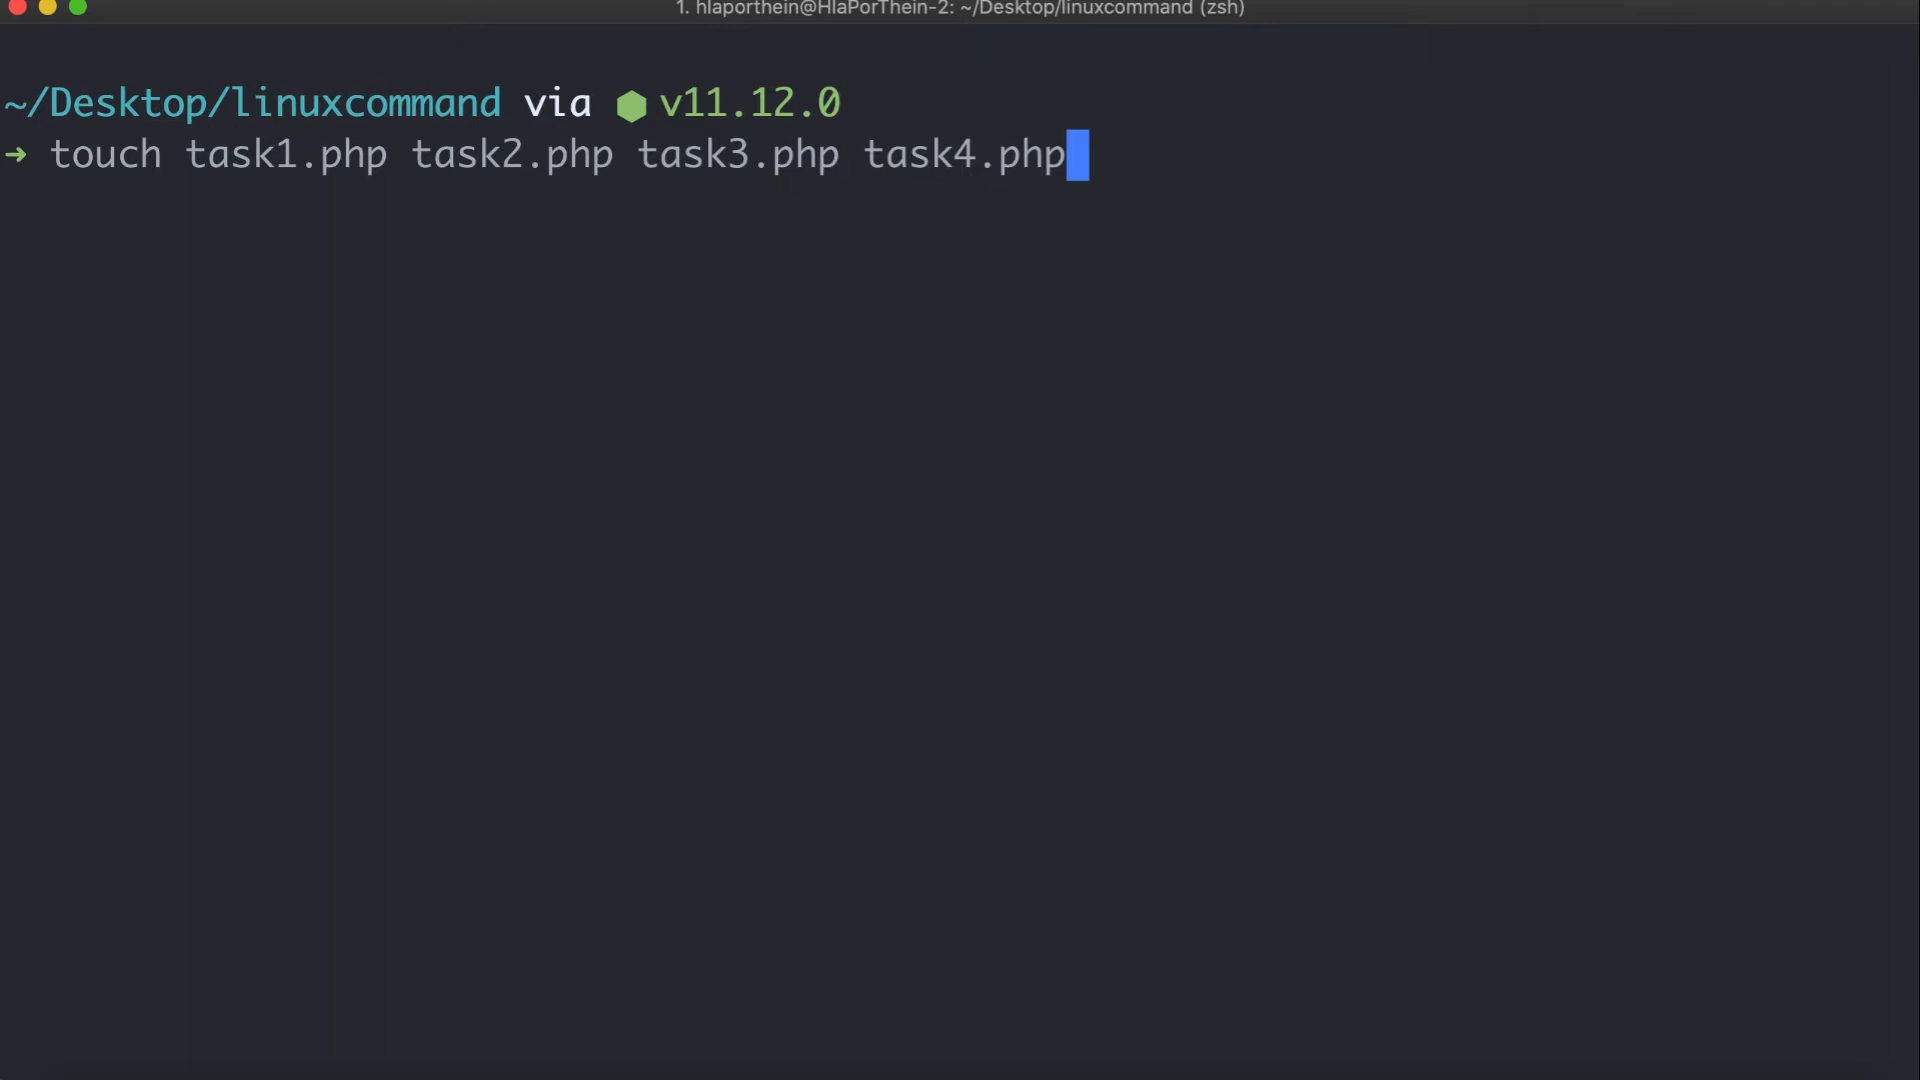 1. hlaporthein@HlaPorThein-2: ~/Desktop/linuxcommand (zsh)
~/Desktop/linuxcommand via ⬢ v11.12.0
➜ touch task1.php task2.php task3.php task4.php